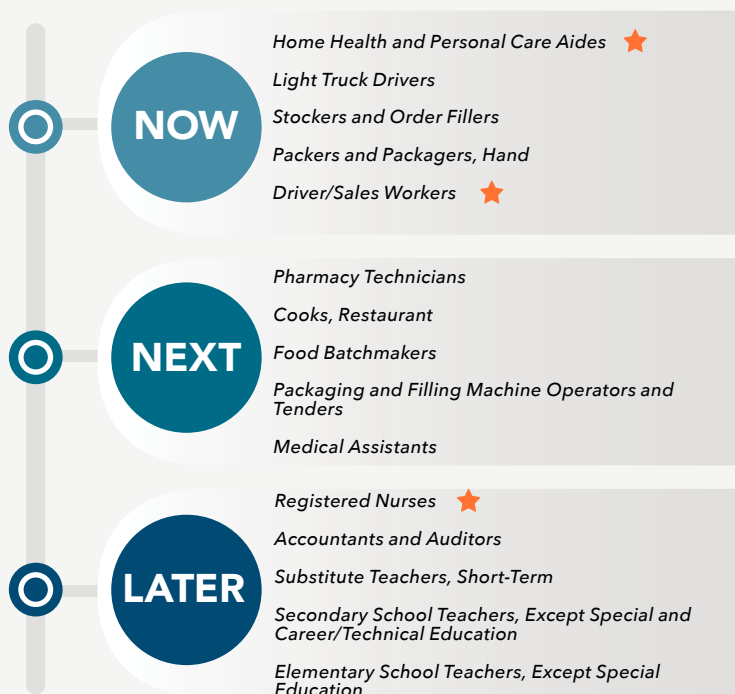 NOW
Home Health and Personal Care Aides
Light Truck Drivers
Stockers and Order Fillers
Packers and Packagers, Hand
Driver/Sales Workers
NEXT
Pharmacy Technicians
Cooks, Restaurant
Food Batchmakers
Packaging and Filling Machine Operators and
Tenders
Medical Assistants
LATER
Registered Nurses
Accountants and Auditors
Substitute Teachers, Short-Term
Secondary School Teachers, Except Special and
Career/Technical Education
Elementary School Teachers, Except Special
Education